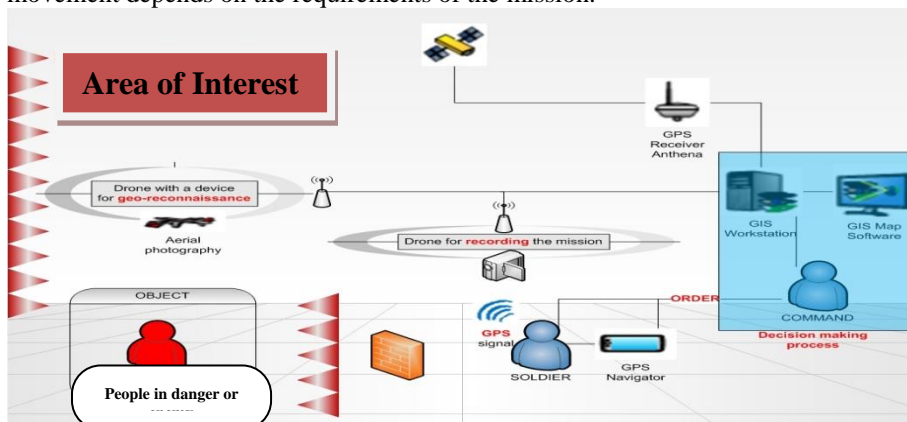 movement depends on the requirements of the mission.
Area of Interest
GPS
Receiver
Anthena
Drone with a device
for geo-reconnaissance
Aerial
photography
Drone for recording the mission
GIS
Workstation
GIS Map
Software
OBJECT
ORDER
COMMAND
Decision making
process
GPS
signal
SOLDIER
GPS
Navigator
People in danger or